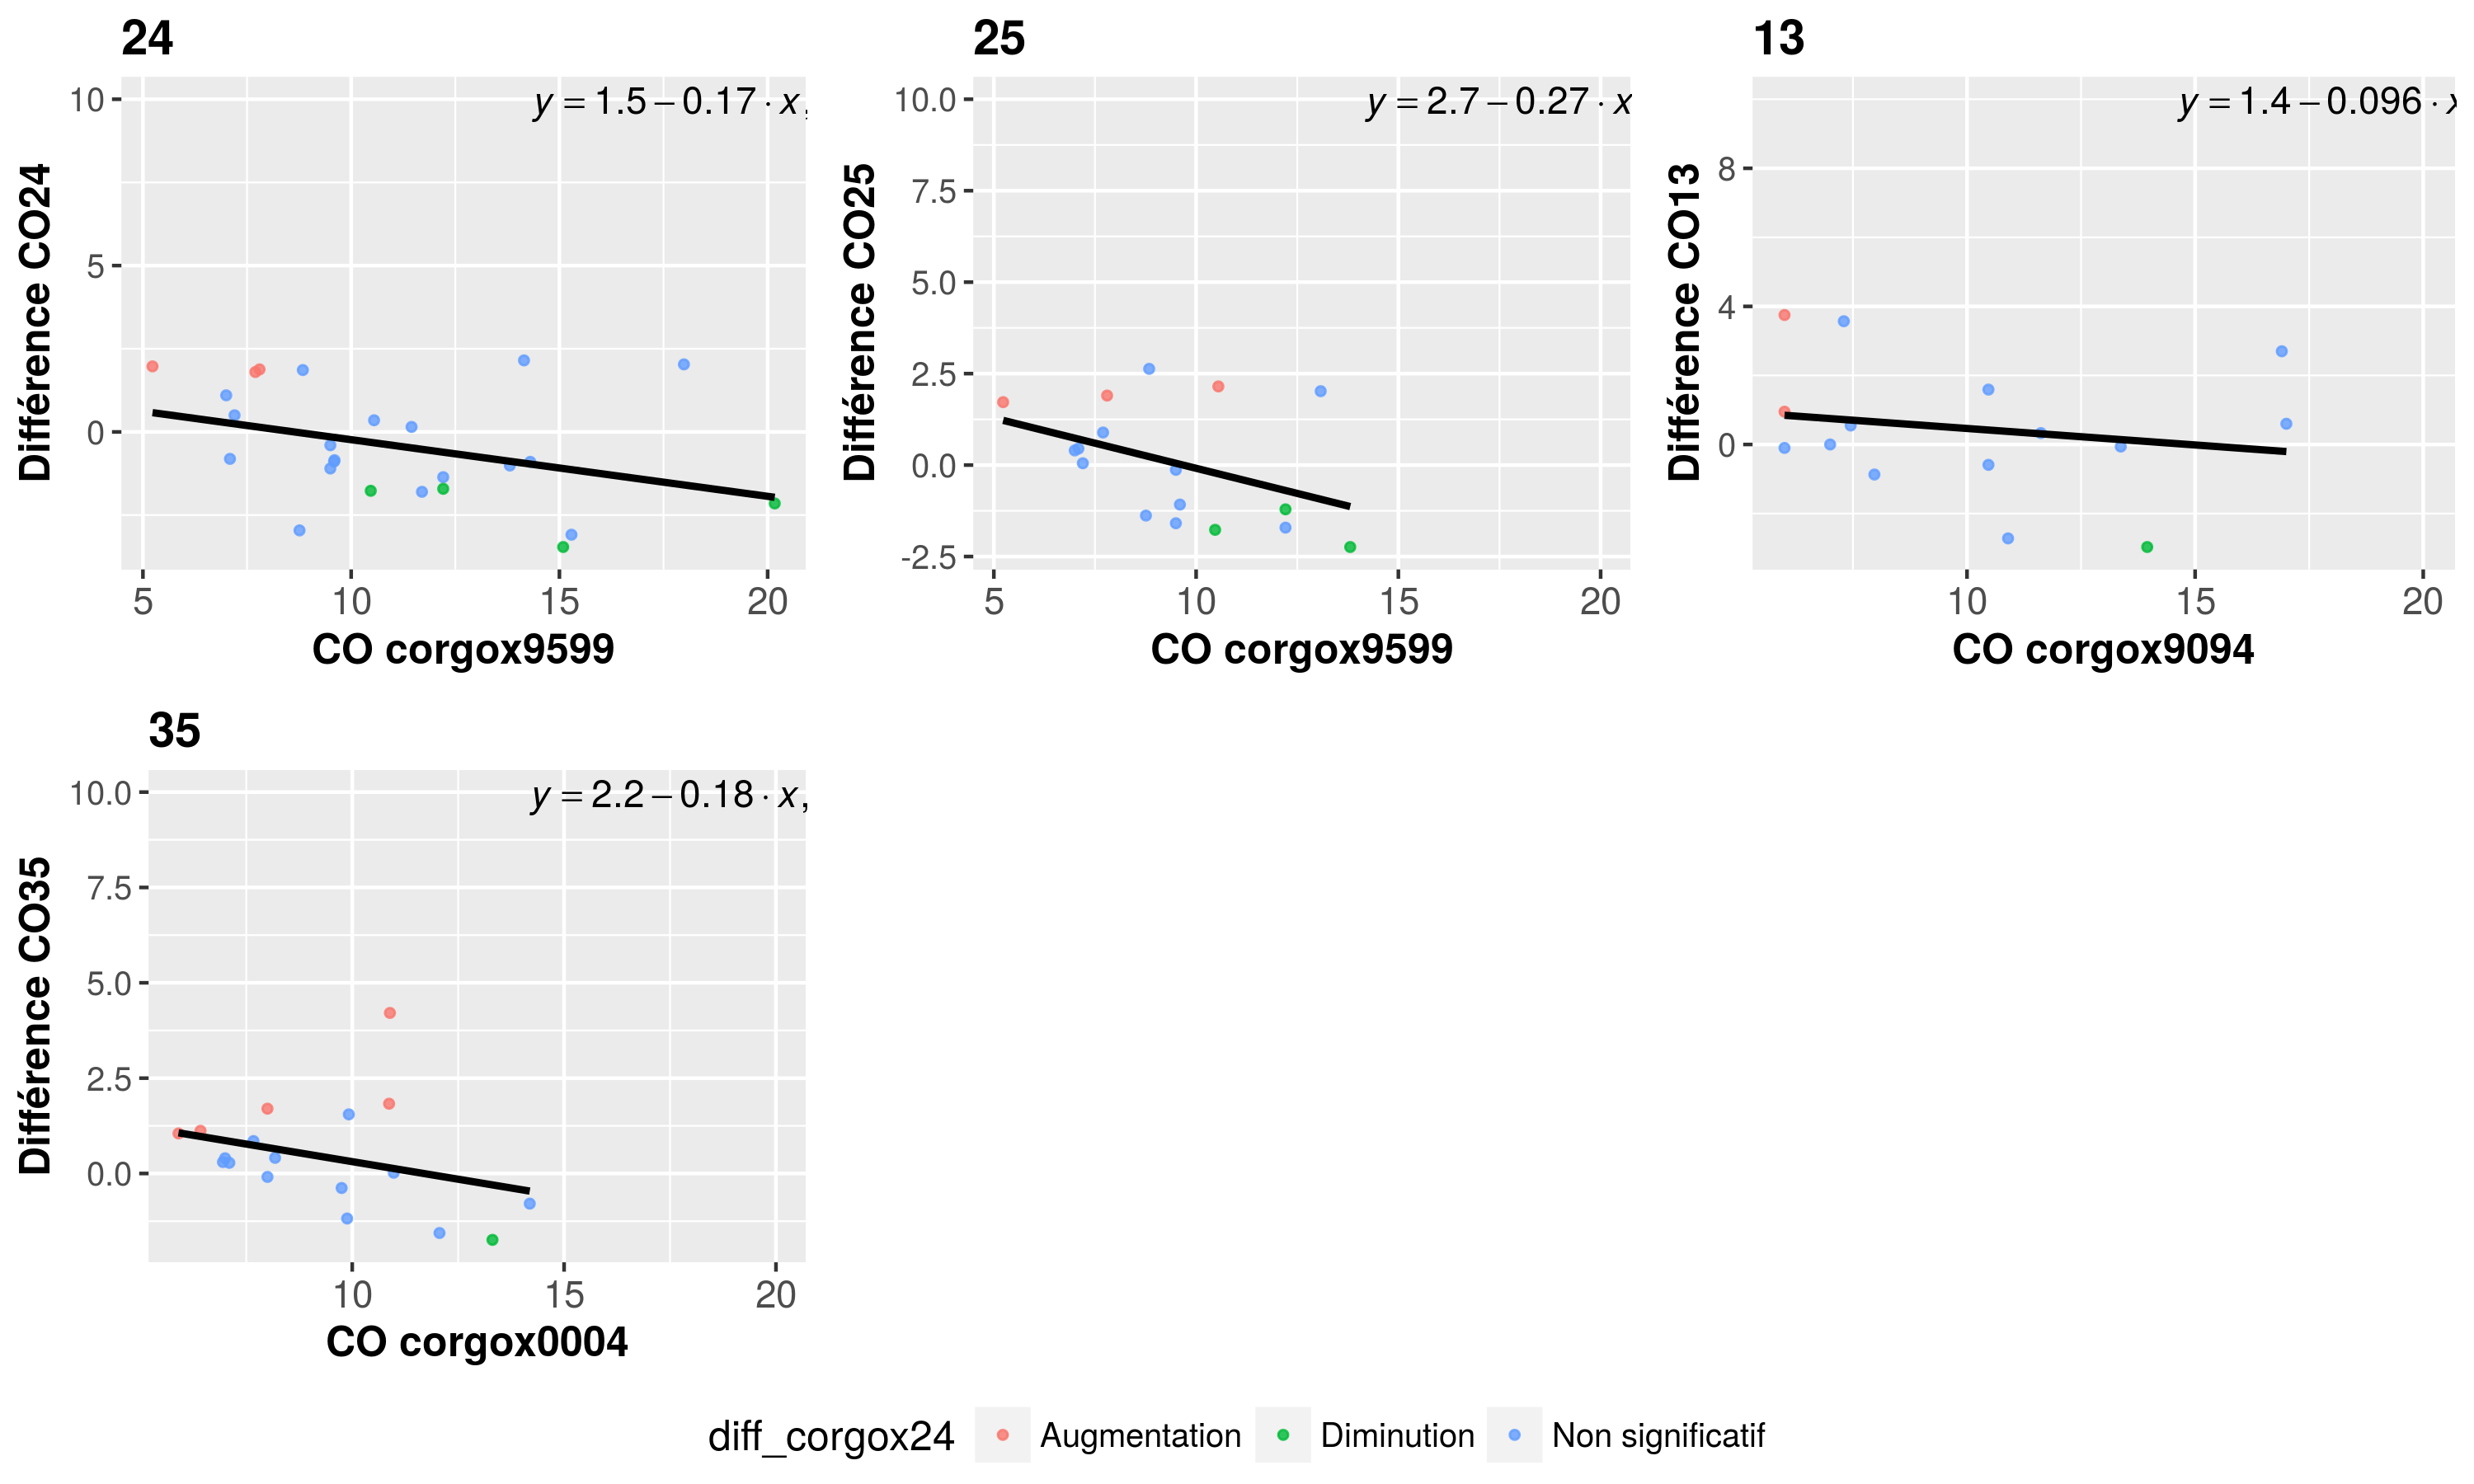 24
y = 1.5 − 0.17 · x,
Différence CO24
10
5
0
5 10 15 20
CO corgox9599
25
y = 2.7 − 0.27 · x
Différence CO25
10.0
7.5
5.0
2.5
0.0
-2.5
5 10 15 20
CO corgox9599
13
y = 1.4 − 0.096 · x
Différence CO13
8
4
0
10 15 20
CO corgox9094
35
y = 2.2 − 0.18 · x,
Différence CO35
10.0
7.5
5.0
2.5
0.0
10 15 20
CO corgox0004
diff_corgox24 Augmentation Diminution Non significatif